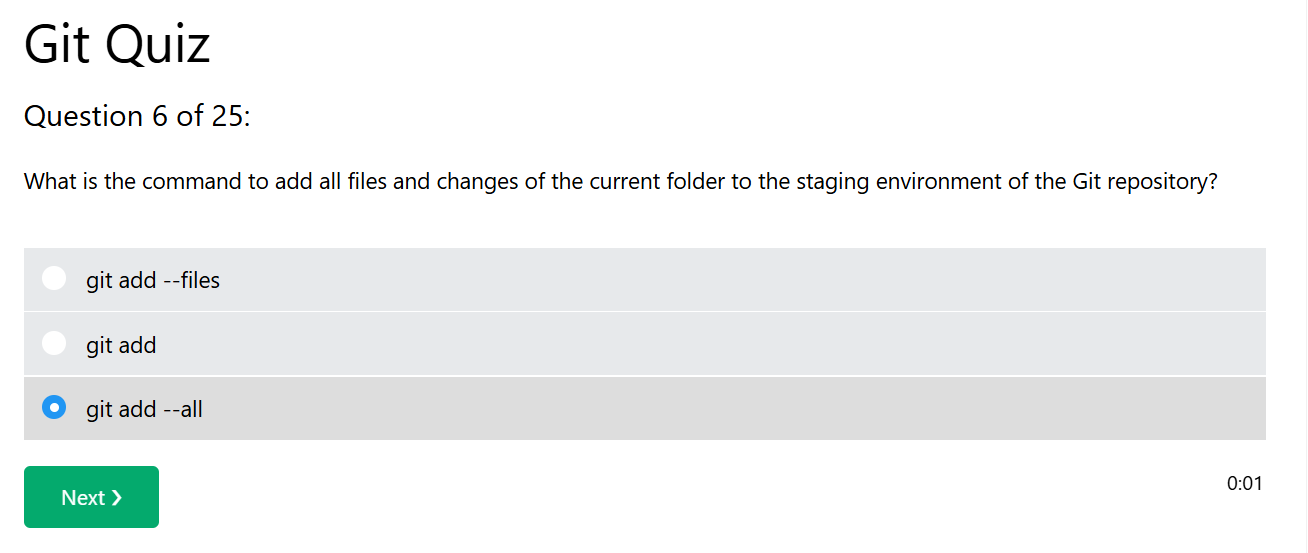 Git Quiz
Question 6 of 25:
What is the command to add all files and changes of the current folder to the staging environment of the Git repository?
git add --files
git add
git add --all
Next ❯
0:01